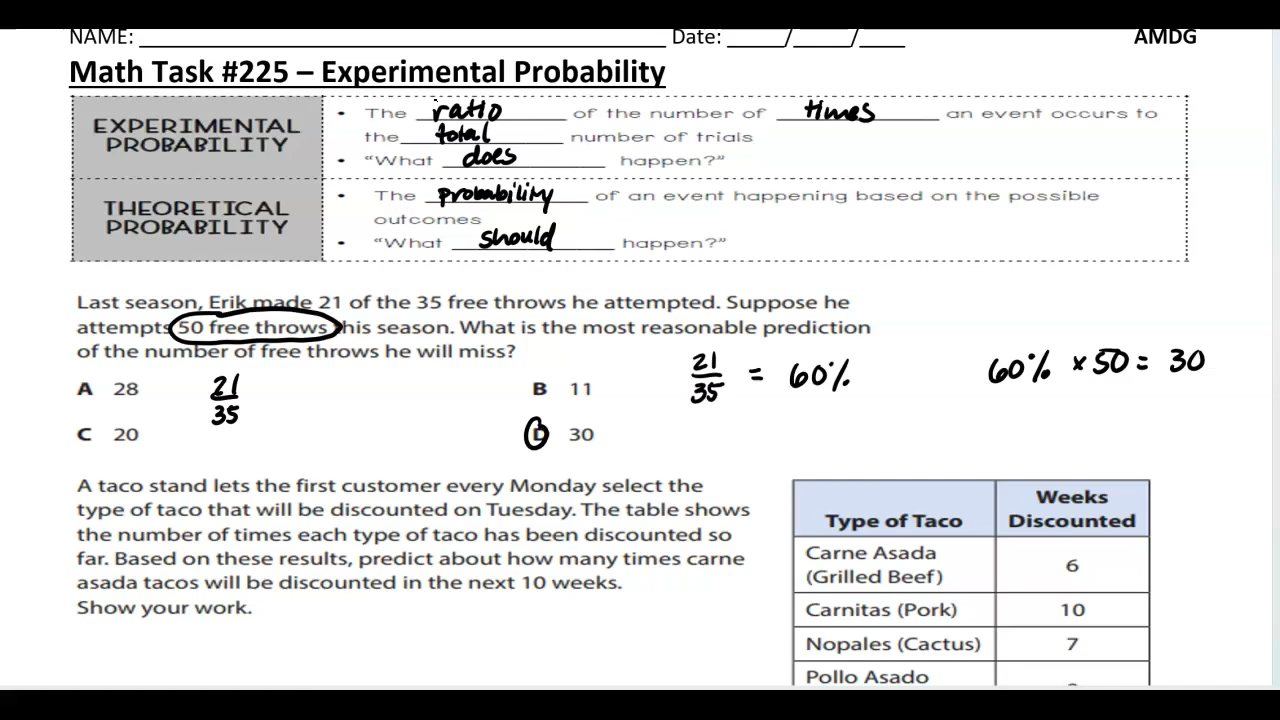 NAME: ____ Date: ____/____/____ AMDG
Math Task #225 – Experimental Probability
EXPERIMENTAL PROBABILITY
• The ratio of the number of times an event occurs to
the total number of trials
• “What does happen?”
THEORETICAL PROBABILITY
• The probability of an event happening based on the possible
outcomes
• “What should happen?”
Last season, Erik made 21 of the 35 free throws he attempted. Suppose he
attempts 50 free throws this season. What is the most reasonable prediction
of the number of free throws he will miss?
21/35 = 60% 60% × 50 = 30
A 28 B 11
21/35
C 20 D 30
A taco stand lets the first customer every Monday select the
type of taco that will be discounted on Tuesday. The table shows
the number of times each type of taco has been discounted so
far. Based on these results, predict about how many times carne
asada tacos will be discounted in the next 10 weeks.
Show your work.
Type of Taco Weeks Discounted
Carne Asada (Grilled Beef) 6
Carnitas (Pork) 10
Nopales (Cactus) 7
Pollo Asado